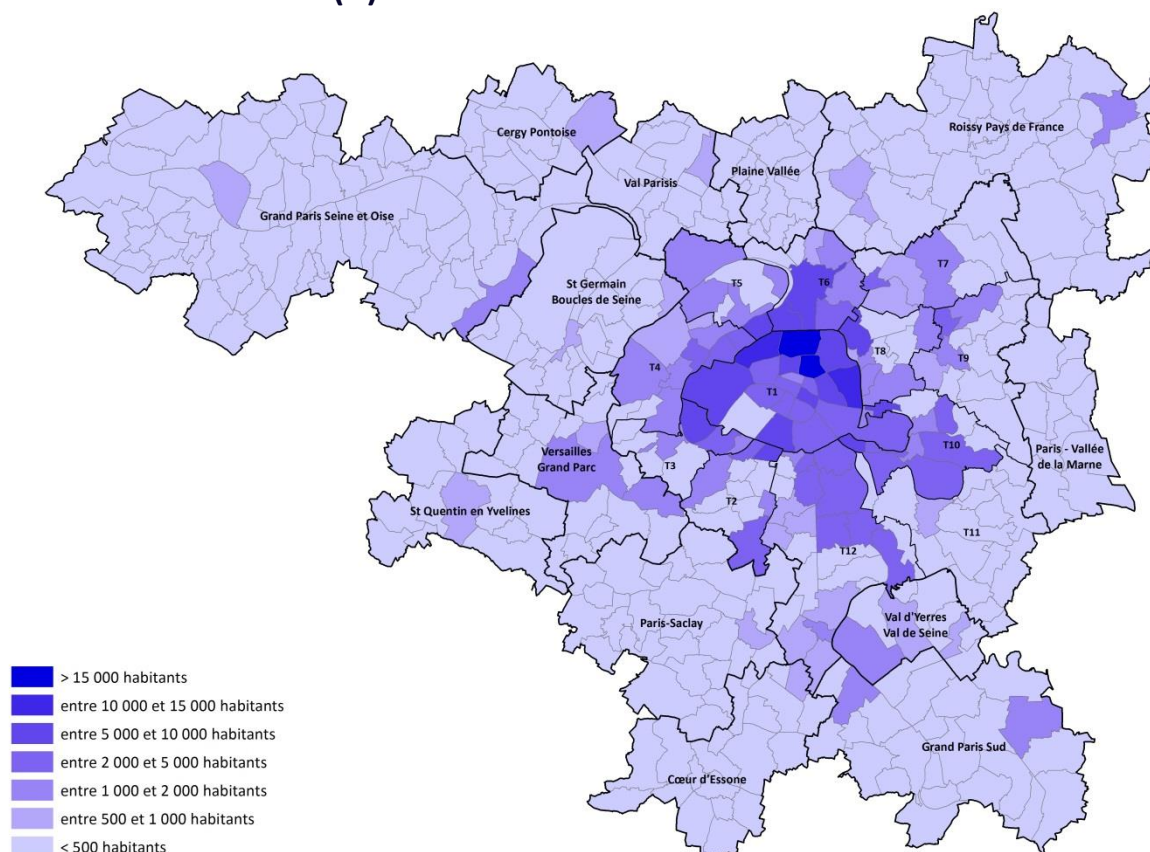 Cergy Pontoise
Roissy Pays de France
Plaine Vallée
Val Parisis
Grand Paris Seine et Oise
T7
St Germain
Boucles de Seine
T5
T6
T8
T9
T4
T1
Versailles
Grand Parc
T3
T10
Paris - Vallée
de la Marne
St Quentin en Yvelines
T2
T11
T12
Paris-Saclay
Val d'Yerres
Val de Seine
Grand Paris Sud
Cœur d'Essone
> 15 000 habitants
entre 10 000 et 15 000 habitants
entre 5 000 et 10 000 habitants
entre 2 000 et 5 000 habitants
entre 1 000 et 2 000 habitants
entre 500 et 1 000 habitants
< 500 habitants